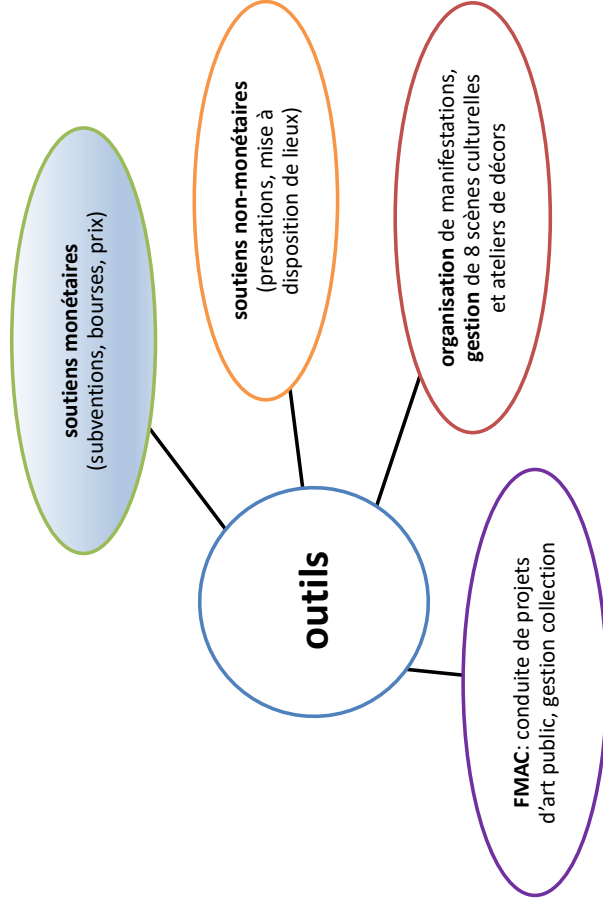 outils
soutiens monétaires
(subventions, bourses, prix)
soutiens non-monétaires
(prestations, mise à
disposition de lieux)
organisation de manifestations,
gestion de 8 scènes culturelles
et ateliers de décors
FMAC: conduite de projets
d’art public, gestion collection